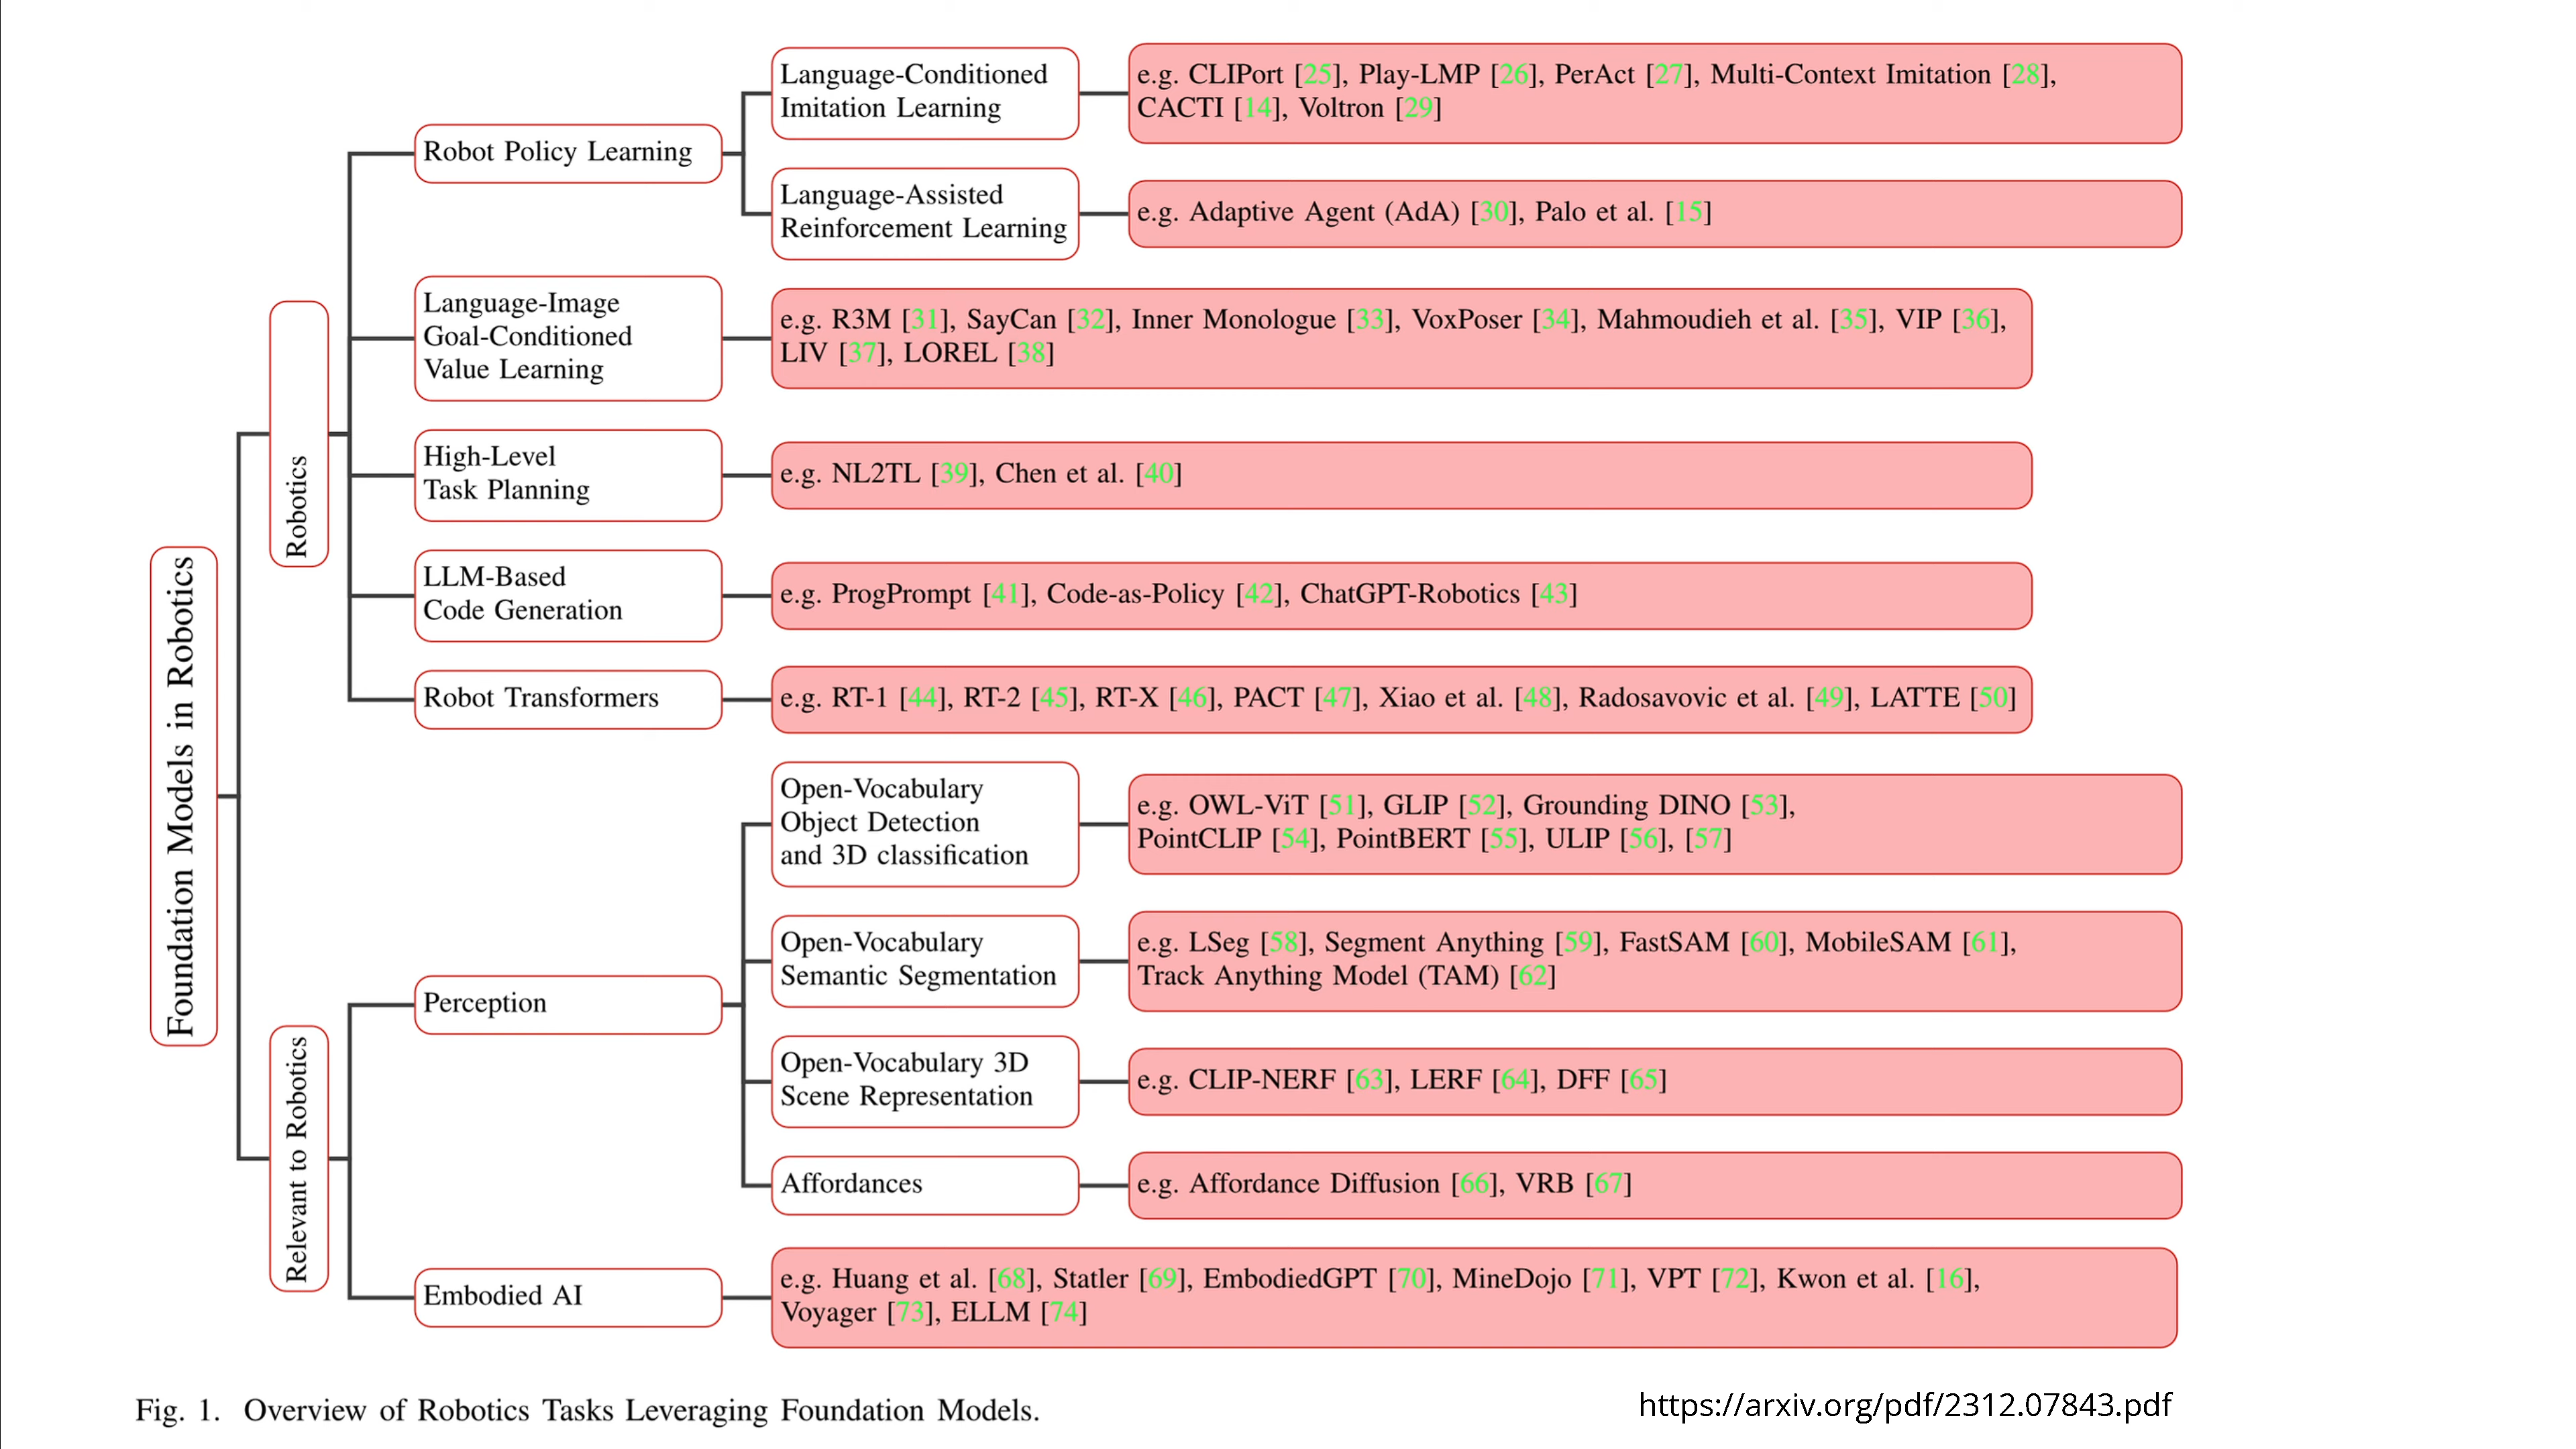 Foundation Models in Robotics
Robotics
Robot Policy Learning
Language-Conditioned
Imitation Learning
e.g. CLIPort [25], Play-LMP [26], PerAct [27], Multi-Context Imitation [28],
CACTI [14], Voltron [29]
Language-Assisted
Reinforcement Learning
e.g. Adaptive Agent (AdA) [30], Palo et al. [15]
Language-Image
Goal-Conditioned
Value Learning
e.g. R3M [31], SayCan [32], Inner Monologue [33], VoxPoser [34], Mahmoudieh et al. [35], VIP [36],
LIV [37], LOREL [38]
High-Level
Task Planning
e.g. NL2TL [39], Chen et al. [40]
LLM-Based
Code Generation
e.g. ProgPrompt [41], Code-as-Policy [42], ChatGPT-Robotics [43]
Robot Transformers
e.g. RT-1 [44], RT-2 [45], RT-X [46], PACT [47], Xiao et al. [48], Radosavovic et al. [49], LATTE [50]
Relevant to Robotics
Perception
Open-Vocabulary
Object Detection
and 3D classification
e.g. OWL-ViT [51], GLIP [52], Grounding DINO [53],
PointCLIP [54], PointBERT [55], ULIP [56], [57]
Open-Vocabulary
Semantic Segmentation
e.g. LSeg [58], Segment Anything [59], FastSAM [60], MobileSAM [61],
Track Anything Model (TAM) [62]
Open-Vocabulary 3D
Scene Representation
e.g. CLIP-NERF [63], LERF [64], DFF [65]
Affordances
e.g. Affordance Diffusion [66], VRB [67]
Embodied AI
e.g. Huang et al. [68], Statler [69], EmbodiedGPT [70], MineDojo [71], VPT [72], Kwon et al. [16],
Voyager [73], ELLM [74]
Fig. 1. Overview of Robotics Tasks Leveraging Foundation Models.
https://arxiv.org/pdf/2312.07843.pdf